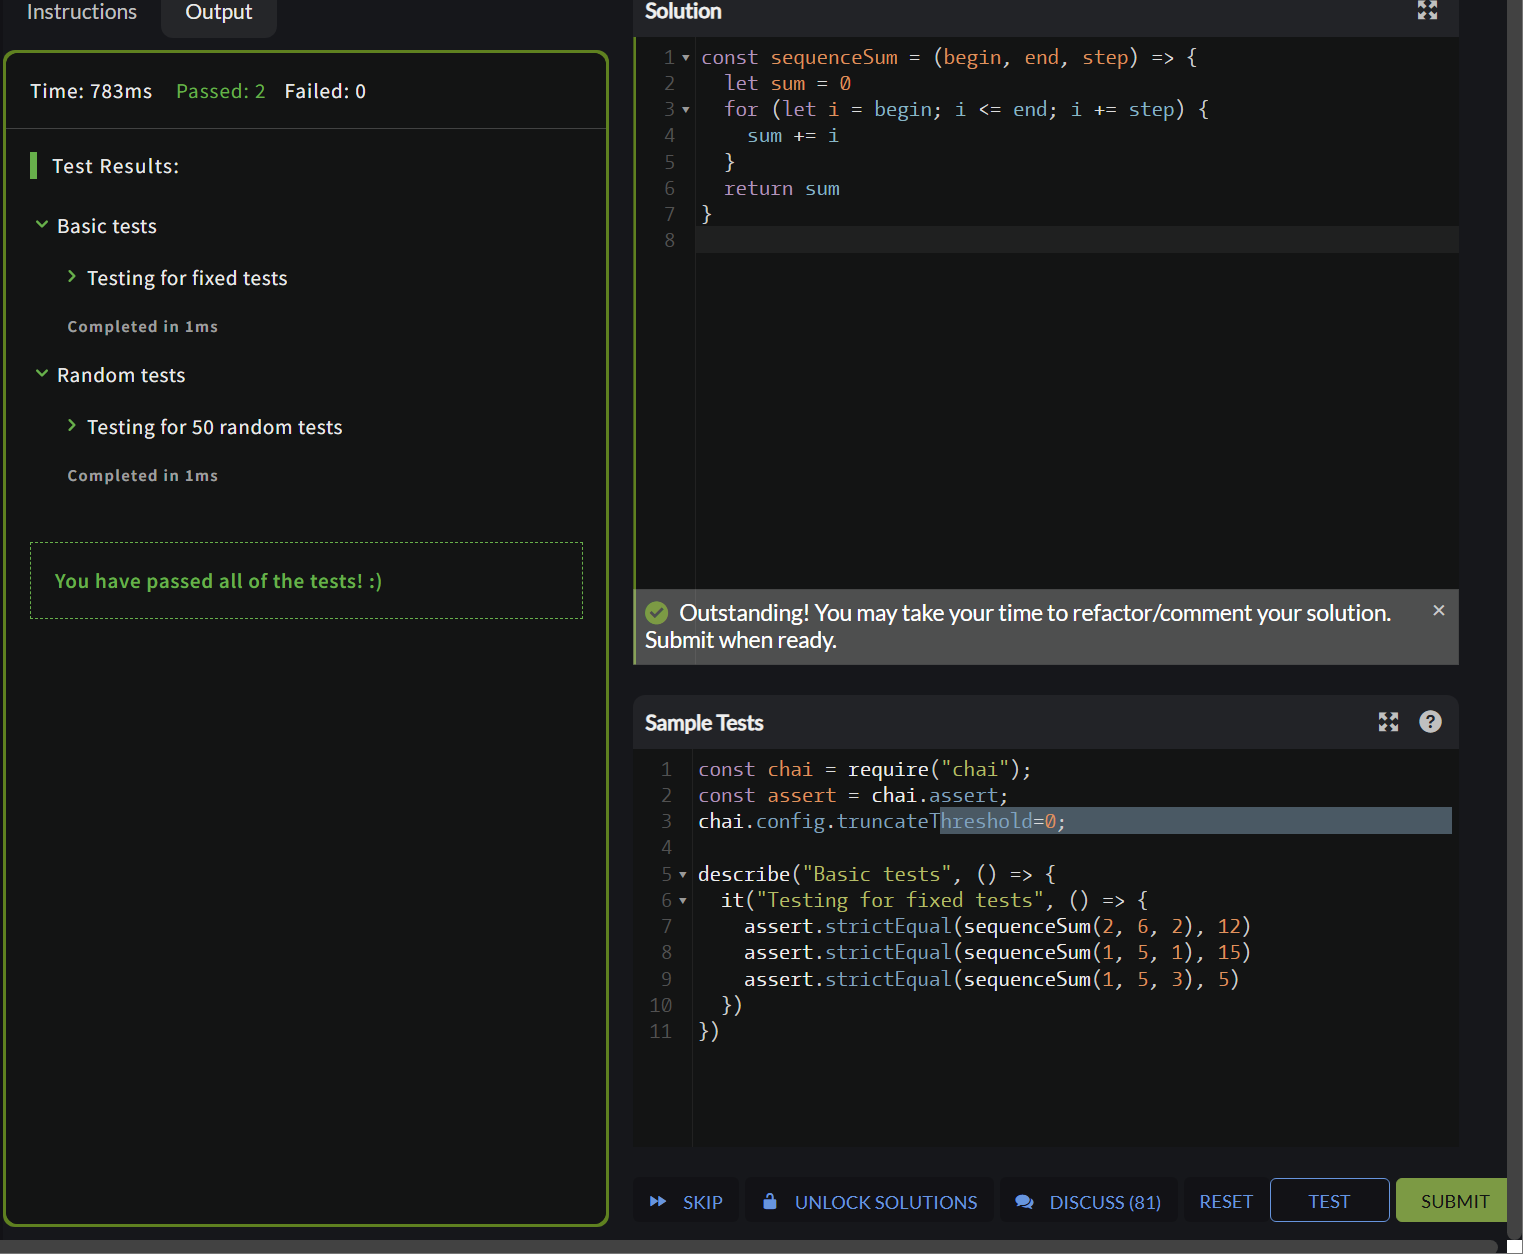 Instructions
Output
Time: 783ms Passed: 2 Failed: 0
Test Results:
Basic tests
Testing for fixed tests
Completed in 1ms
Random tests
Testing for 50 random tests
Completed in 1ms
You have passed all of the tests! :)
Solution
1 const sequenceSum = (begin, end, step) => {
2   let sum = 0
3   for (let i = begin; i <= end; i += step) {
4     sum += i
5   }
6   return sum
7 }
8
Outstanding! You may take your time to refactor/comment your solution.
Submit when ready.
Sample Tests
1 const chai = require("chai");
2 const assert = chai.assert;
3 chai.config.truncateThreshold=0;
4
5 describe("Basic tests", () => {
6   it("Testing for fixed tests", () => {
7     assert.strictEqual(sequenceSum(2, 6, 2), 12)
8     assert.strictEqual(sequenceSum(1, 5, 1), 15)
9     assert.strictEqual(sequenceSum(1, 5, 3), 5)
10   })
11 })
SKIP
UNLOCK SOLUTIONS
DISCUSS (81)
RESET
TEST
SUBMIT